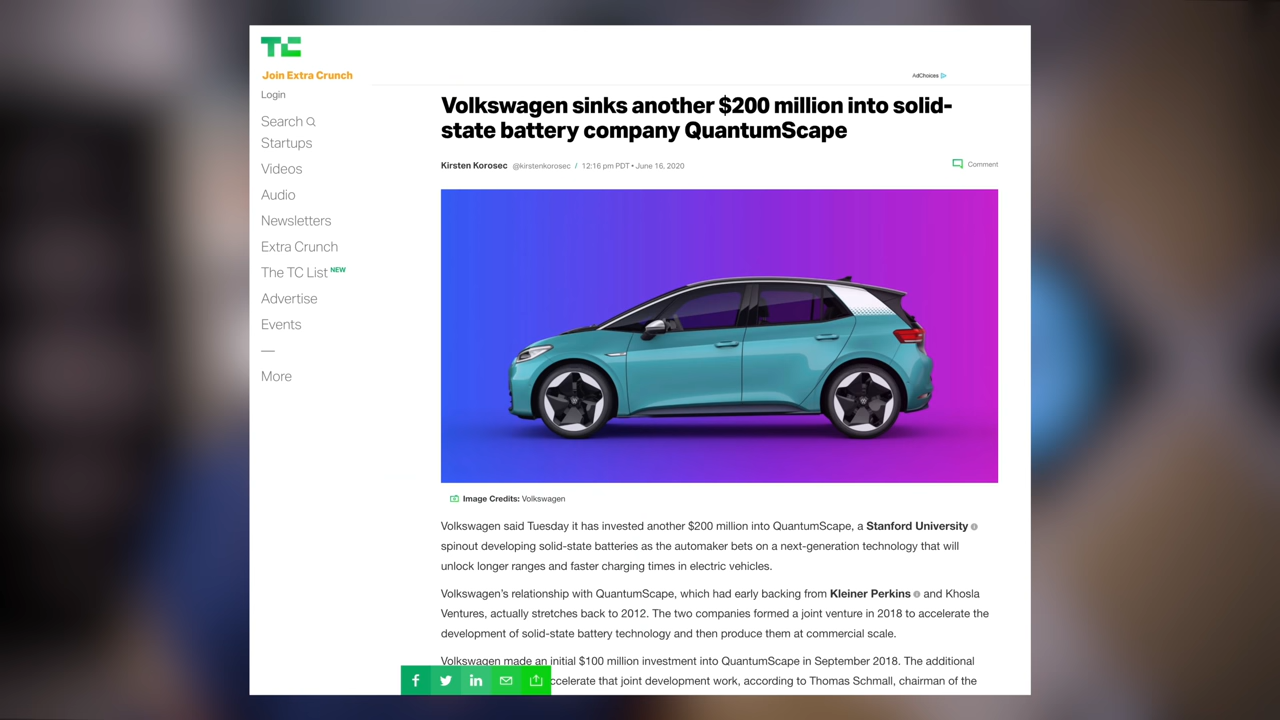 TC
Join Extra Crunch
Login
Search
Startups
Videos
Audio
Newsletters
Extra Crunch
The TC List NEW
Advertise
Events
—
More
AdChoices
Volkswagen sinks another $200 million into solid-
state battery company QuantumScape
Kirsten Korosec @kirstenkorosec / 12:16 pm PDT • June 16, 2020
Comment
Image Credits: Volkswagen
Volkswagen said Tuesday it has invested another $200 million into QuantumScape, a Stanford University
spinout developing solid-state batteries as the automaker bets on a next-generation technology that will
unlock longer ranges and faster charging times in electric vehicles.
Volkswagen’s relationship with QuantumScape, which had early backing from Kleiner Perkins and Khosla
Ventures, actually stretches back to 2012. The two companies formed a joint venture in 2018 to accelerate the
development of solid-state battery technology and then produce them at commercial scale.
Volkswagen made an initial $100 million investment into QuantumScape in September 2018. The additional
ccelerate that joint development work, according to Thomas Schmall, chairman of the